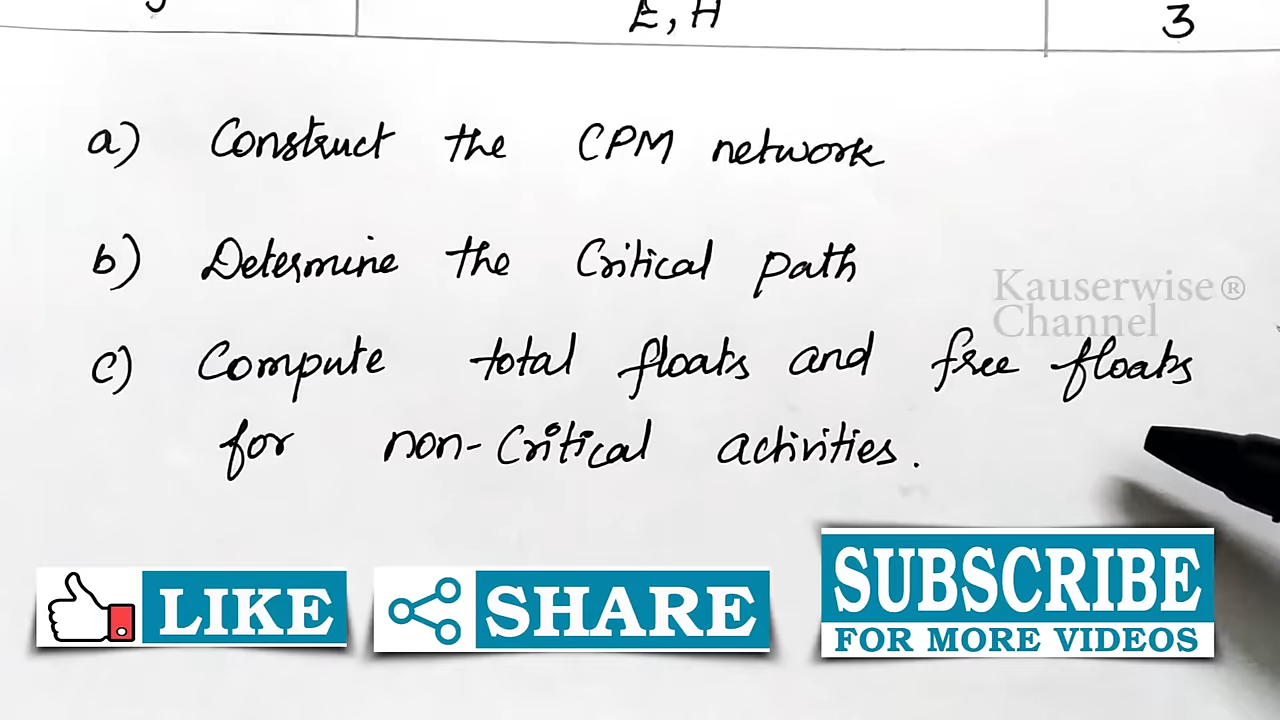 E, H 3
a) Construct the CPM network
b) Determine the Critical path
Kauserwise®
Channel
c) Compute total floats and free floats
for non-Critical activities.
LIKE
SHARE
SUBSCRIBE
FOR MORE VIDEOS